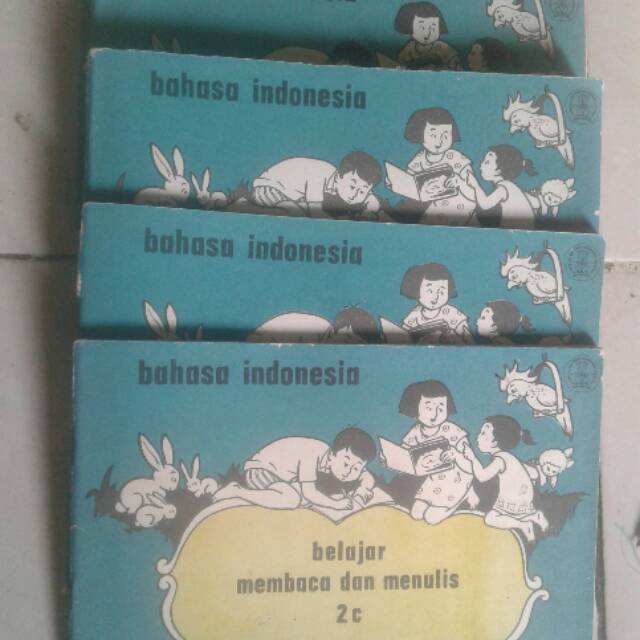 bahasa indonesia
bahasa indonesia
bahasa indonesia
belajar
membaca dan menulis
2c